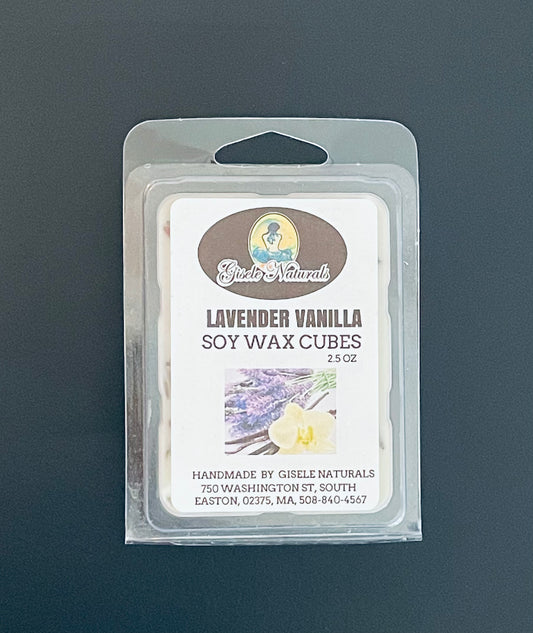 Gisele Naturals
LAVENDER VANILLA
SOY WAX CUBES
2.5 OZ
HANDMADE BY GISELE NATURALS
750 WASHINGTON ST, SOUTH
EASTON, 02375, MA, 508-840-4567